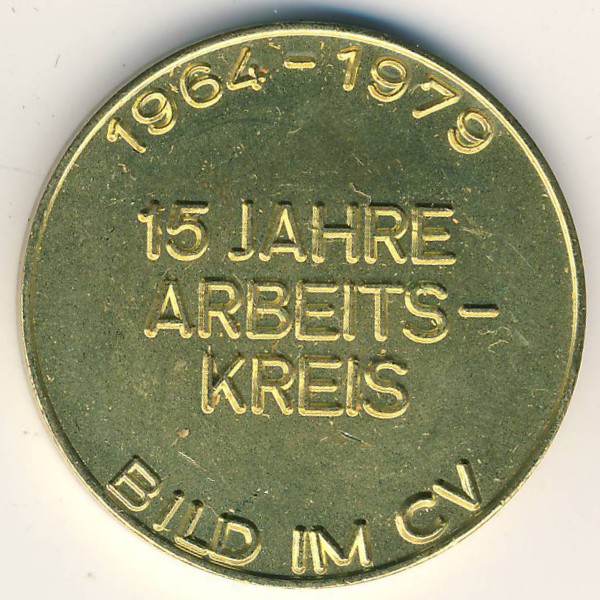 1964 - 1979
15 JAHRE
ARBEITS-
KREIS
BILD IM CV